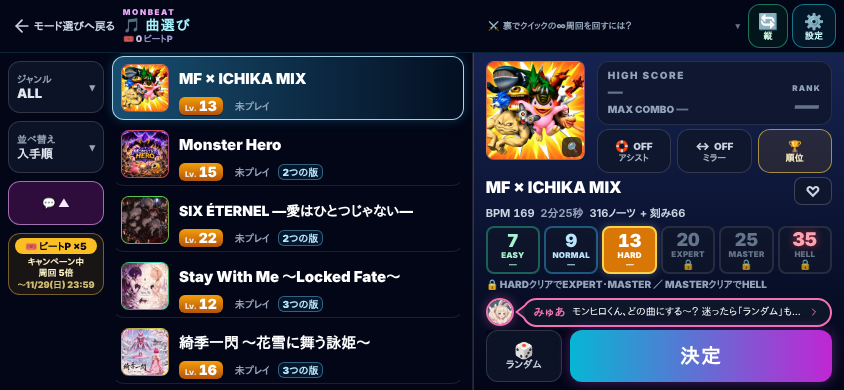 ← モード選びへ戻る
MONBEAT
🎵 曲選び
🎟️ 0 ビートP
⚔️ 裏でクイックの∞周回を回すには?
▼
🔄
縦
⚙️
設定
ジャンル
ALL ▼
並べ替え
入手順 ▼
💬 ▲
🎟️ ビートP ×5
キャンペーン中
周回 5倍
〜11/29(日) 23:59
MF × ICHIKA MIX
Lv. 13 未プレイ
Monster Hero
Lv. 15 未プレイ 2つの版
SIX ÉTERNEL —愛はひとつじゃない—
Lv. 22 未プレイ 2つの版
Stay With Me 〜Locked Fate〜
Lv. 12 未プレイ 3つの版
綺季一閃 〜花雪に舞う詠姫〜
Lv. 16 未プレイ 3つの版
HIGH SCORE
—
RANK
—
MAX COMBO —
🛟 OFF
アシスト
↔ OFF
ミラー
🏆
順位
MF × ICHIKA MIX
♡
BPM 169 2分25秒 316ノーツ + 刻み66
7
EASY
—
9
NORMAL
—
13
HARD
—
20
EXPERT
🔒
25
MASTER
🔒
35
HELL
🔒
🔒 HARDクリアでEXPERT・MASTER ／ MASTERクリアでHELL
みゅあ モンヒロくん、どの曲にする〜? 迷ったら「ランダム」も… ›
🎲
ランダム
決定